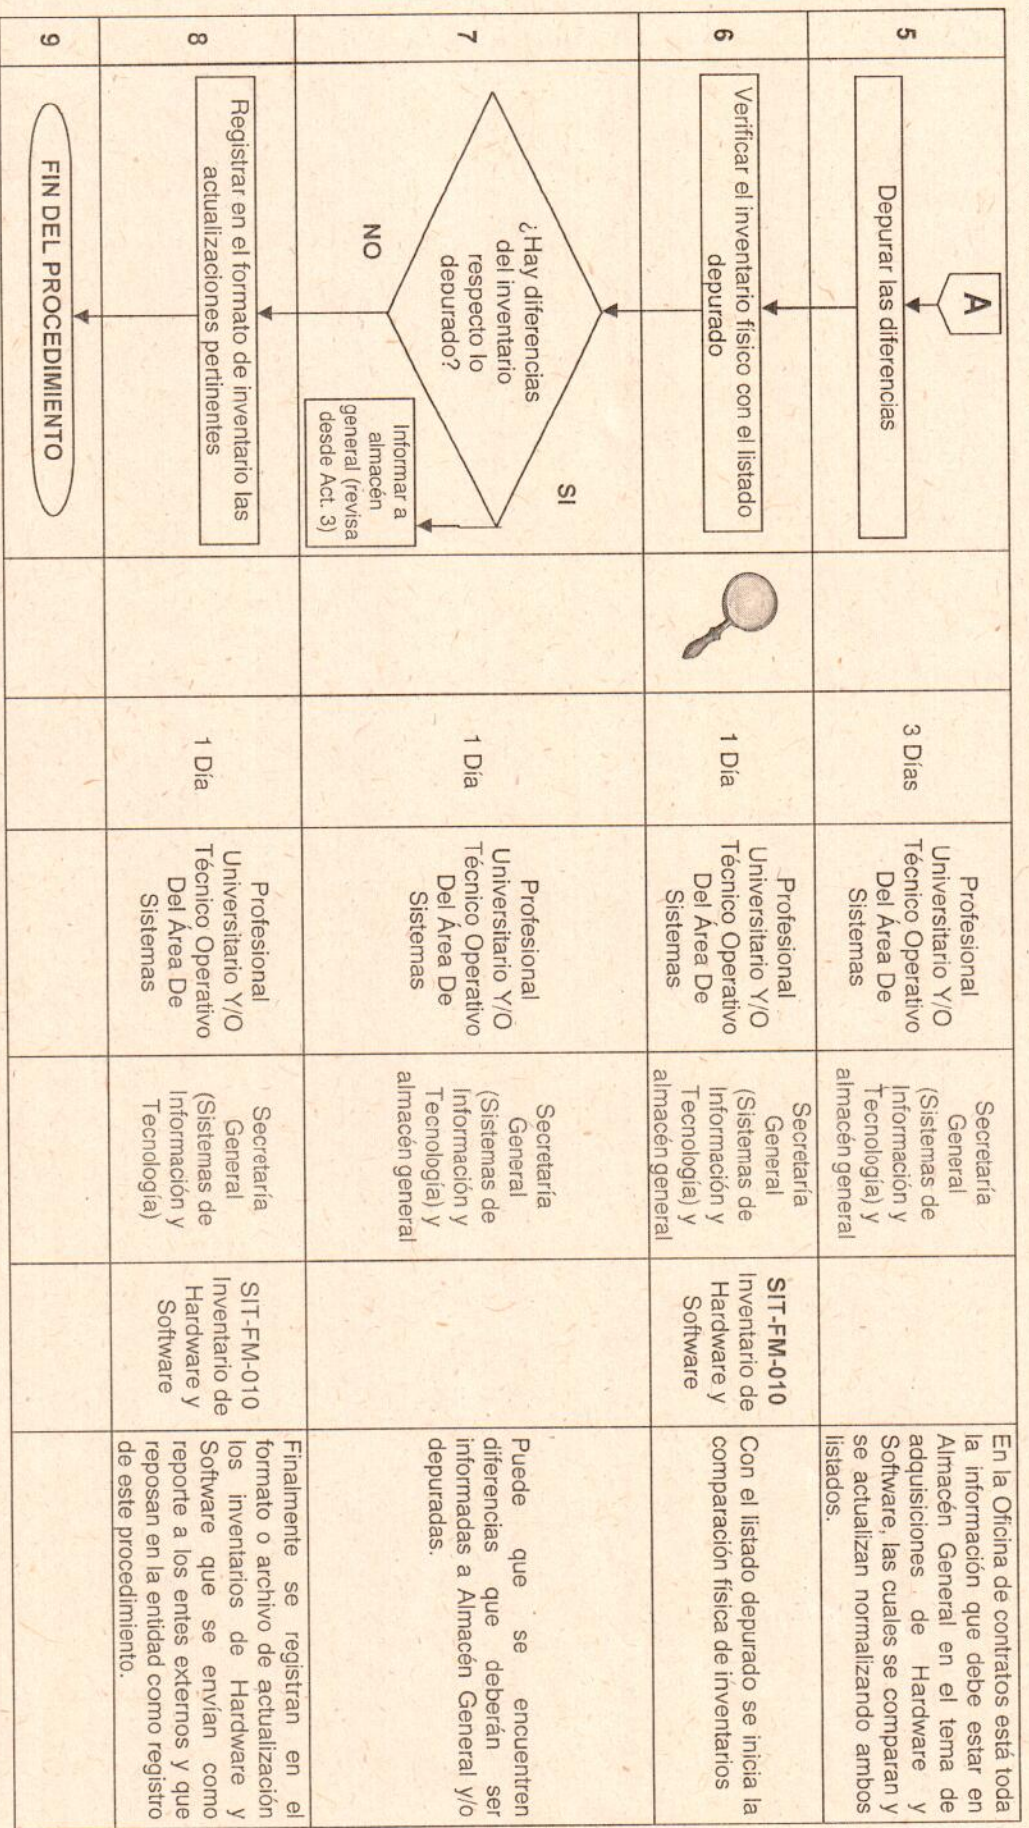 5
A
Depurar las diferencias
3 Días
Profesional
Universitario Y/O
Técnico Operativo
Del Área De
Sistemas
Secretaría
General
(Sistemas de
Información y
Tecnología) y
almacén general
En la Oficina de contratos está toda
la información que debe estar en
Almacén General en el tema de
adquisiciones de Hardware y
Software, las cuales se comparan y
se actualizan normalizando ambos
listados.
6
Verificar el inventario físico con el listado
depurado
1 Día
Profesional
Universitario Y/O
Técnico Operativo
Del Área De
Sistemas
Secretaría
General
(Sistemas de
Información y
Tecnología) y
almacén general
SIT-FM-010
Inventario de
Hardware y
Software
Con el listado depurado se inicia la
comparación física de inventarios
7
¿Hay diferencias
del inventario
respecto lo
depurado?
SI
NO
Informar a
almacén
general (revisa
desde Act. 3)
1 Día
Profesional
Universitario Y/O
Técnico Operativo
Del Área De
Sistemas
Secretaría
General
(Sistemas de
Información y
Tecnología) y
almacén general
Puede que se encuentren
diferencias que deberán ser
informadas a Almacén General y/o
depuradas.
8
Registrar en el formato de inventario las
actualizaciones pertinentes
1 Día
Profesional
Universitario Y/O
Técnico Operativo
Del Área De
Sistemas
Secretaría
General
(Sistemas de
Información y
Tecnología)
SIT-FM-010
Inventario de
Hardware y
Software
Finalmente se registran en el
formato o archivo de actualización
los inventarios de Hardware y
Software que se envían como
reporte a los entes externos y que
reposan en la entidad como registro
de este procedimiento.
9
FIN DEL PROCEDIMIENTO